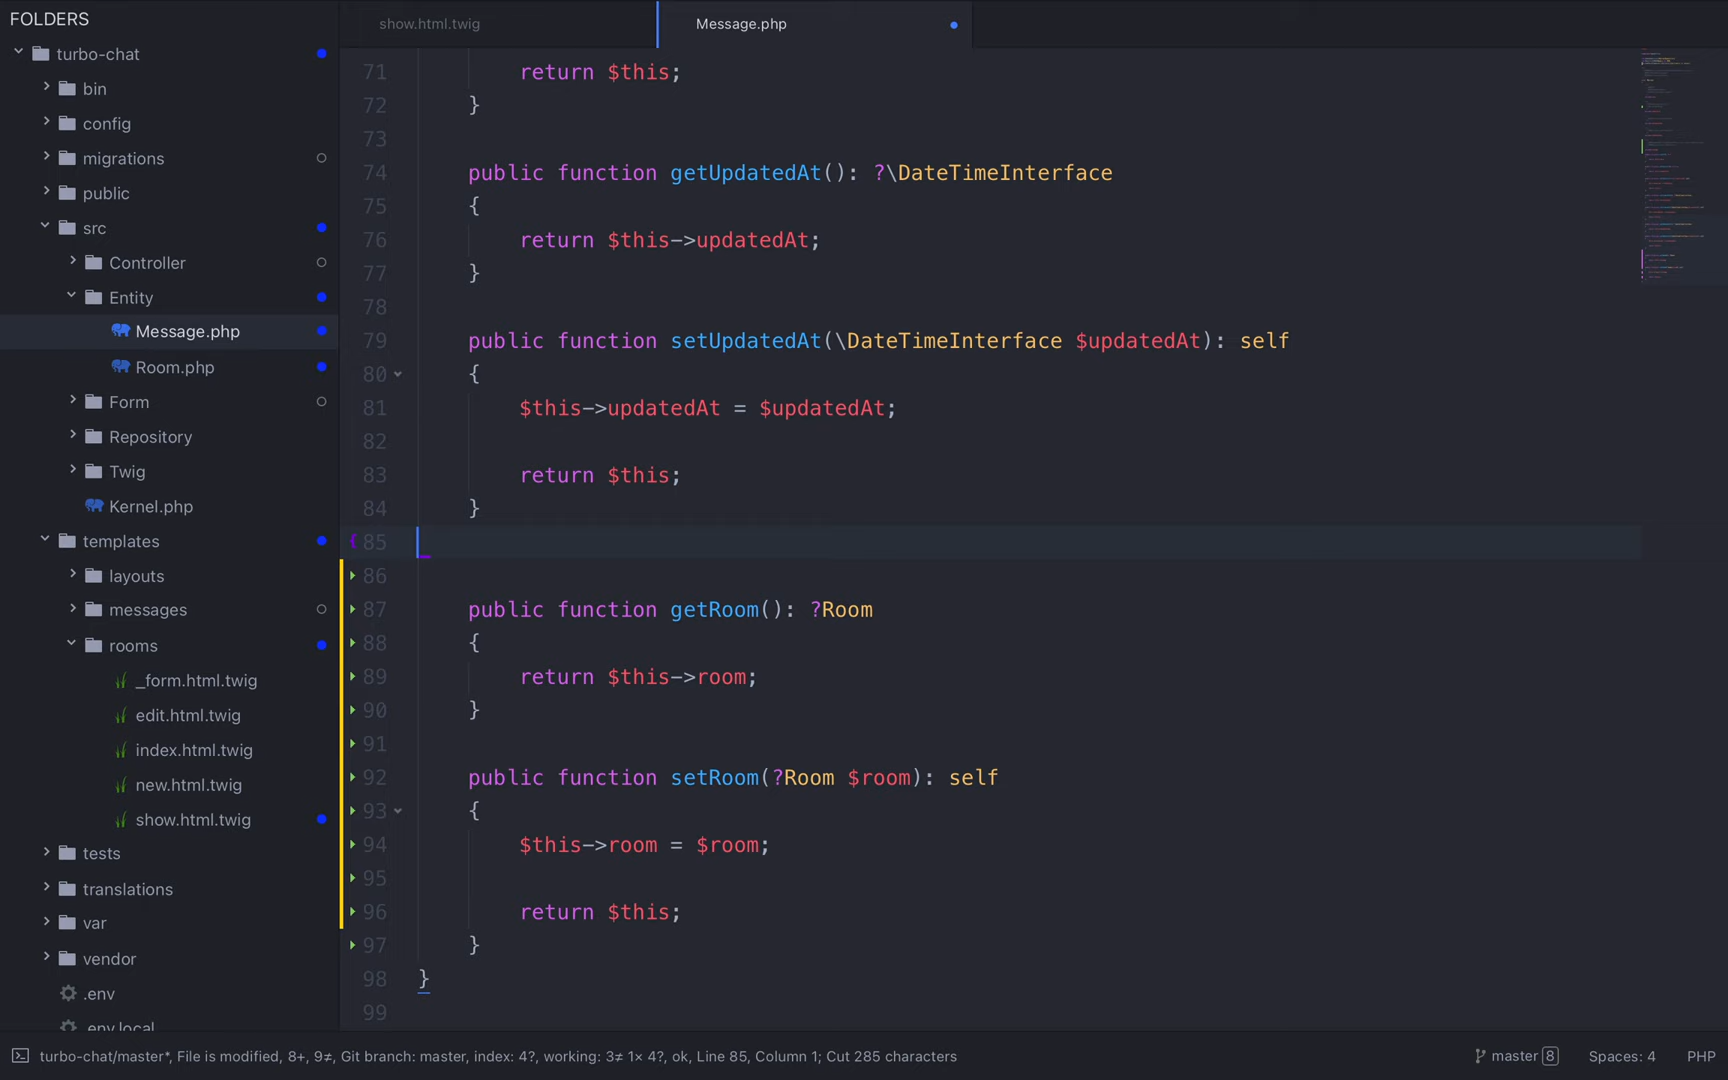 FOLDERS
turbo-chat
bin
config
migrations
public
src
Controller
Entity
Message.php
Room.php
Form
Repository
Twig
Kernel.php
templates
layouts
messages
rooms
_form.html.twig
edit.html.twig
index.html.twig
new.html.twig
show.html.twig
tests
translations
var
vendor
.env
.env.local
show.html.twig
Message.php
71 return $this;
72 }
73
74 public function getUpdatedAt(): ?\DateTimeInterface
75 {
76 return $this->updatedAt;
77 }
78
79 public function setUpdatedAt(\DateTimeInterface $updatedAt): self
80 {
81 $this->updatedAt = $updatedAt;
82
83 return $this;
84 }
85
86
87 public function getRoom(): ?Room
88 {
89 return $this->room;
90 }
91
92 public function setRoom(?Room $room): self
93 {
94 $this->room = $room;
95
96 return $this;
97 }
98 }
99
turbo-chat/master*, File is modified, 8+, 9≠, Git branch: master, index: 4?, working: 3≠ 1× 4?, ok, Line 85, Column 1; Cut 285 characters
master 8
Spaces: 4
PHP